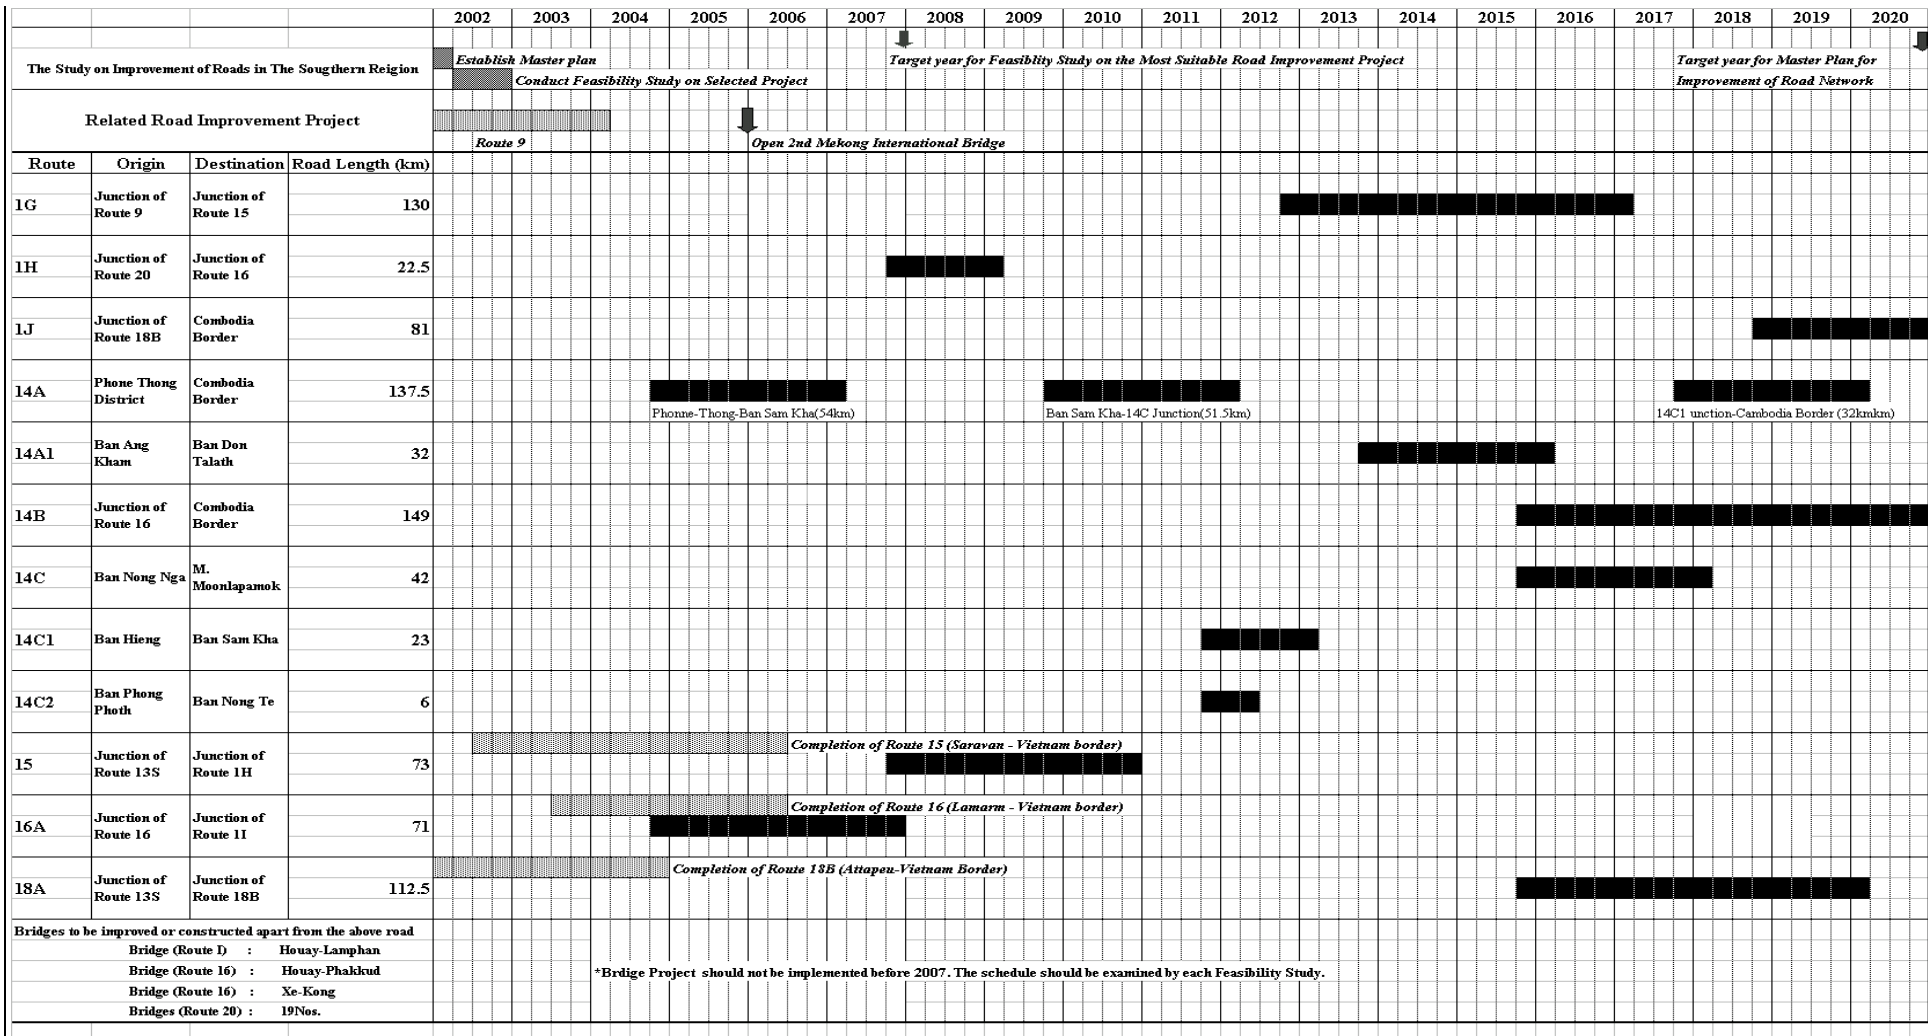 2002 2003 2004 2005 2006 2007 2008 2009 2010 2011 2012 2013 2014 2015 2016 2017 2018 2019 2020
The Study on Improvement of Roads in The Sougthern Reigion
Establish Master plan
Conduct Feasibility Study on Selected Project
Target year for Feasiblity Study on the Most Suitable Road Improvement Project
Target year for Master Plan for
Improvement of Road Network
Related Road Improvement Project
Route 9
Open 2nd Mekong International Bridge
Route Origin Destination Road Length (km)
1G Junction of Route 9 Junction of Route 15 130
1H Junction of Route 20 Junction of Route 16 22.5
1J Junction of Route 18B Combodia Border 81
14A Phone Thong District Combodia Border 137.5
Phonne-Thong-Ban Sam Kha(54km) Ban Sam Kha-14C Junction(51.5km) 14C1 unction-Cambodia Border (32kmkm)
14A1 Ban Ang Kham Ban Don Talath 32
14B Junction of Route 16 Combodia Border 149
14C Ban Nong Nga M. Moonlapamok 42
14C1 Ban Hieng Ban Sam Kha 23
14C2 Ban Phong Photh Ban Nong Te 6
Completion of Route 15 (Saravan - Vietnam border)
15 Junction of Route 13S Junction of Route 1H 73
Completion of Route 16 (Lamarm - Vietnam border)
16A Junction of Route 16 Junction of Route 1I 71
Completion of Route 18B (Attapeu-Vietnam Border)
18A Junction of Route 13S Junction of Route 18B 112.5
Bridges to be improved or constructed apart from the above road
Bridge (Route I) : Houay-Lamphan
Bridge (Route 16) : Houay-Phakkud
*Brdige Project should not be implemented before 2007. The schedule should be examined by each Feasibility Study.
Bridge (Route 16) : Xe-Kong
Bridges (Route 20) : 19Nos.